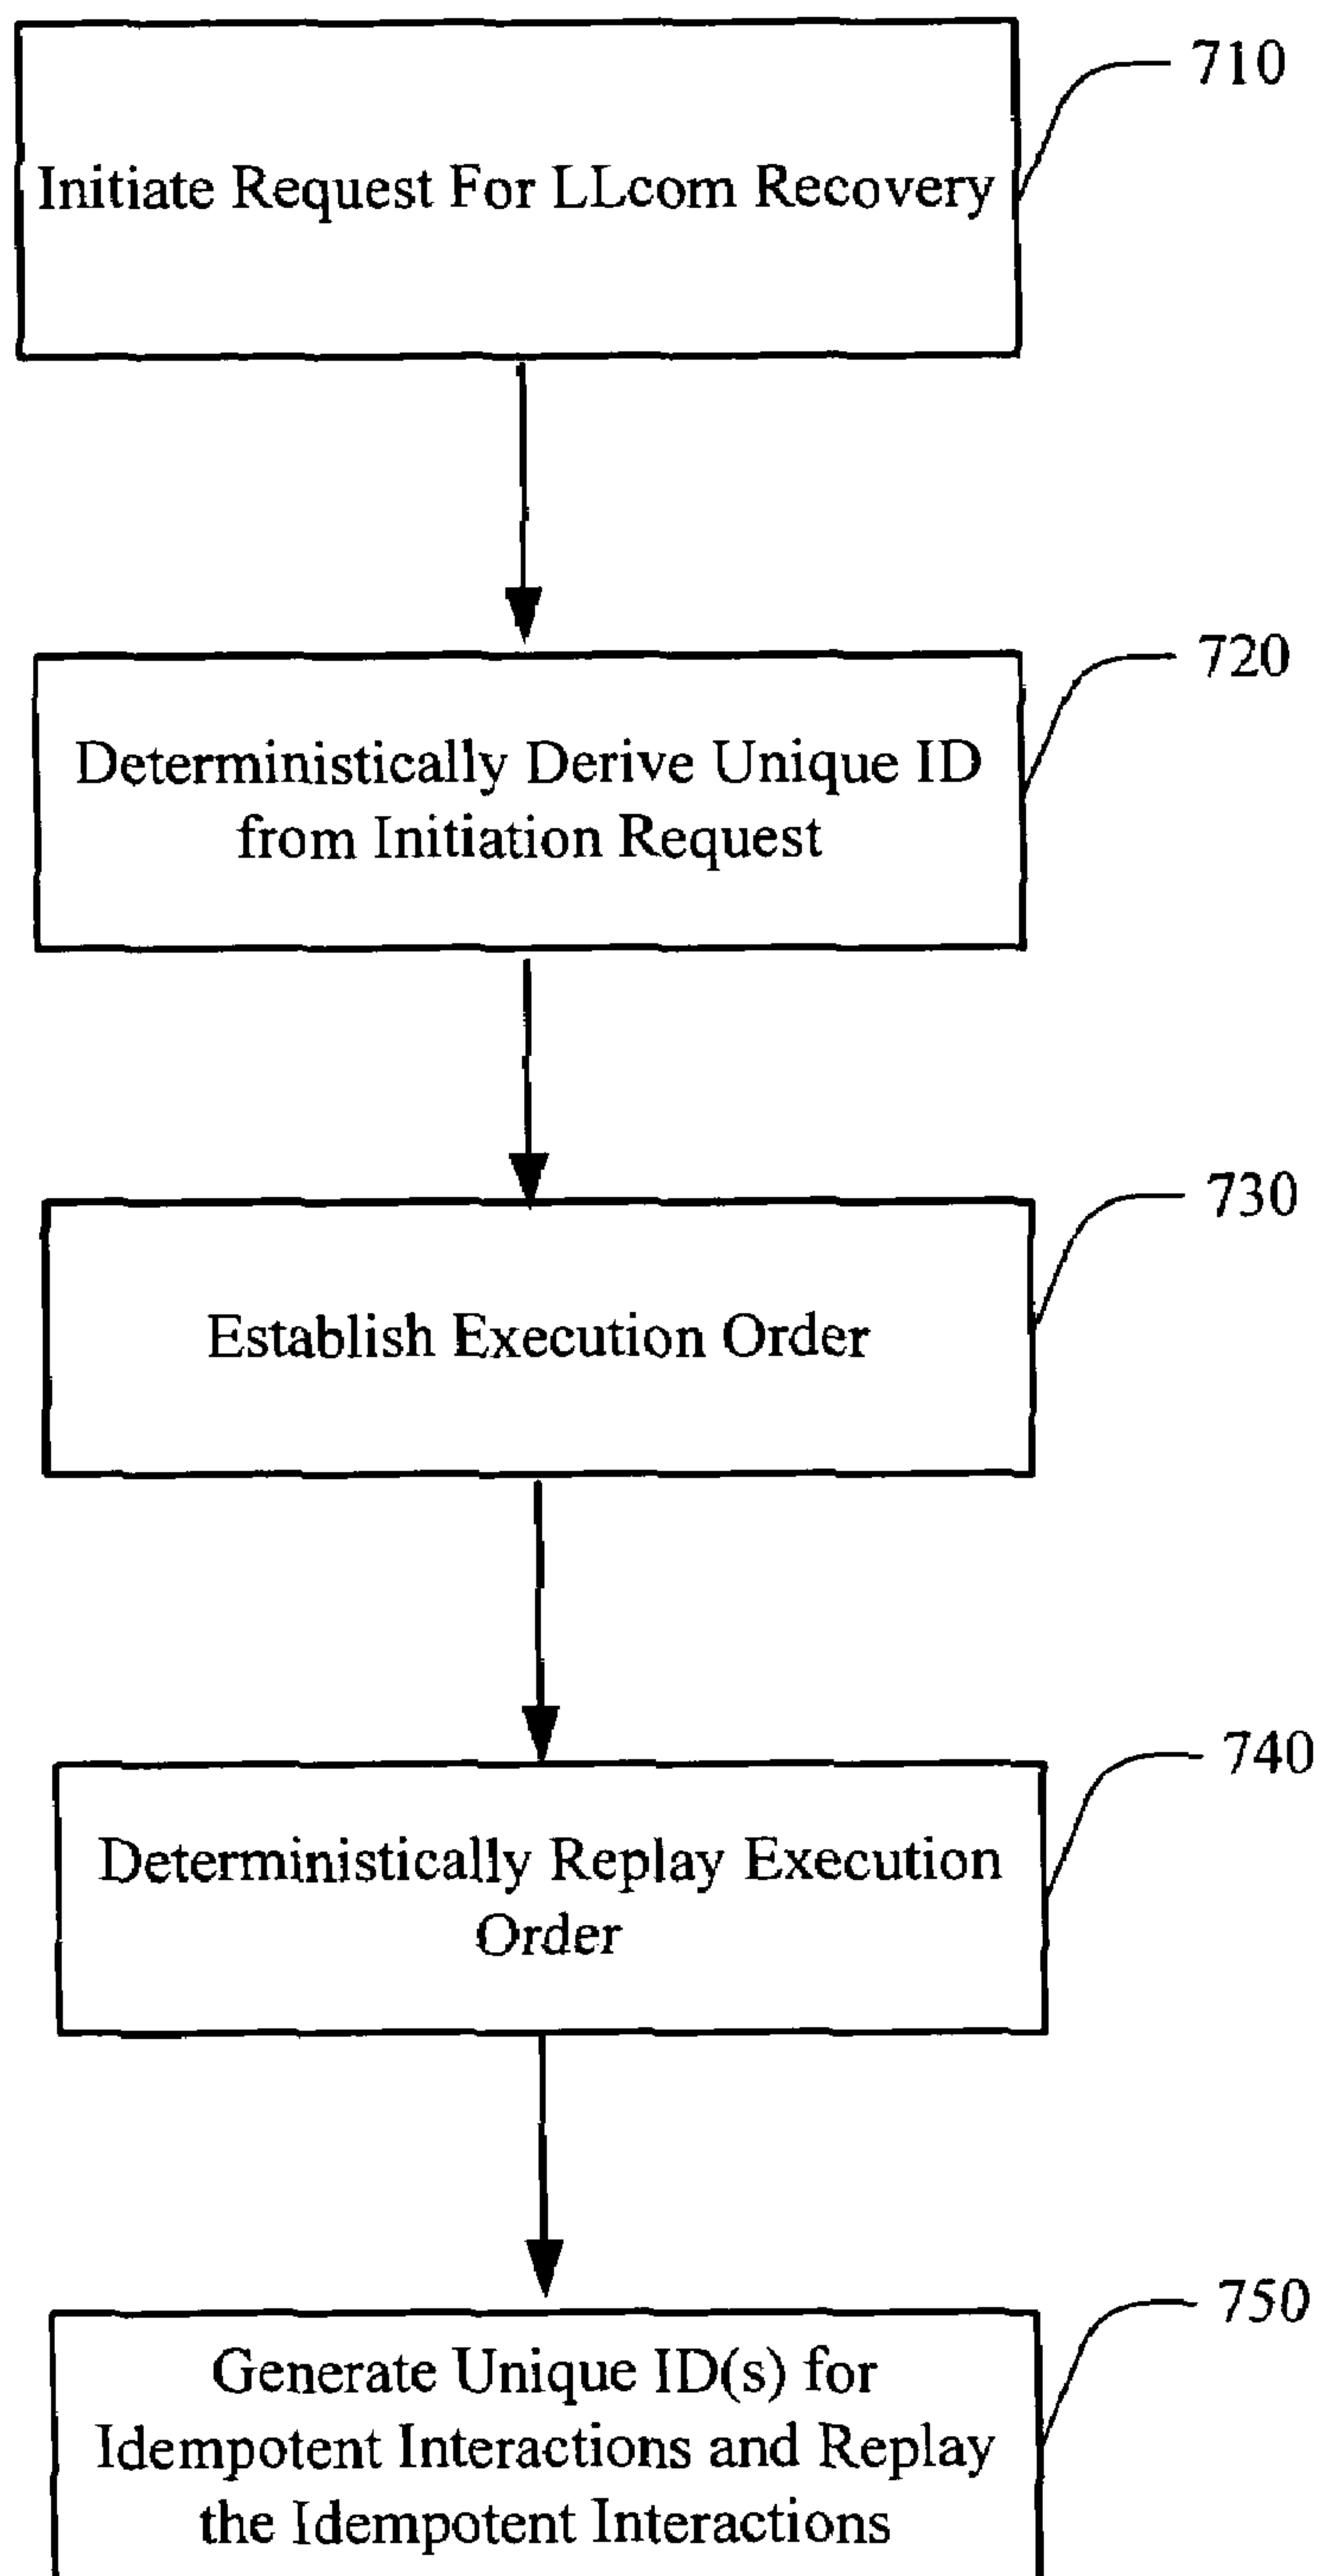 710
Initiate Request For LLcom Recovery
720
Deterministically Derive Unique ID
from Initiation Request
730
Establish Execution Order
740
Deterministically Replay Execution
Order
750
Generate Unique ID(s) for
Idempotent Interactions and Replay
the Idempotent Interactions